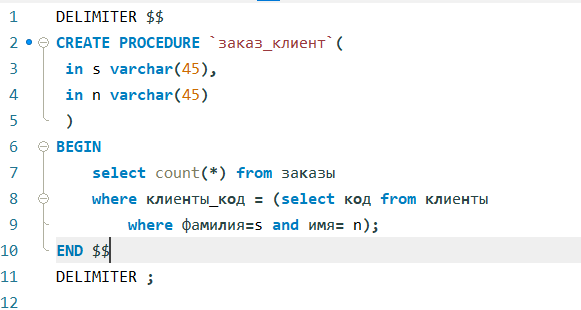 1 DELIMITER $$
2 CREATE PROCEDURE `заказ_клиент`(
3 in s varchar(45),
4 in n varchar(45)
5 )
6 BEGIN
7 select count(*) from заказы
8 where клиенты_код = (select код from клиенты
9 where фамилия=s and имя= n);
10 END $$
11 DELIMITER ;
12